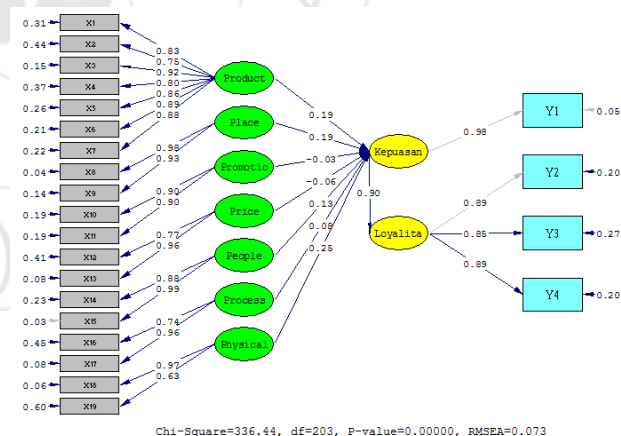 0.31 X1
0.44 X2
0.15 X3
0.37 X4
0.26 X5
0.21 X6
0.22 X7
0.04 X8
0.14 X9
0.19 X10
0.19 X11
0.41 X12
0.08 X13
0.23 X14
0.03 X15
0.45 X16
0.08 X17
0.06 X18
0.60 X19
0.83
0.75
0.92
0.80
0.86
0.89
0.88
0.98
0.93
0.90
0.90
0.77
0.96
0.88
0.99
0.74
0.96
0.97
0.63
Product
Place
Promotio
Price
People
Process
Physical
0.19
0.19
-0.03
-0.06
0.13
0.08
0.25
Kepuasan
0.90
Loyalita
0.98
0.89
0.85
0.89
Y1 0.05
Y2 0.20
Y3 0.27
Y4 0.20
Chi-Square=336.44, df=203, P-value=0.00000, RMSEA=0.073